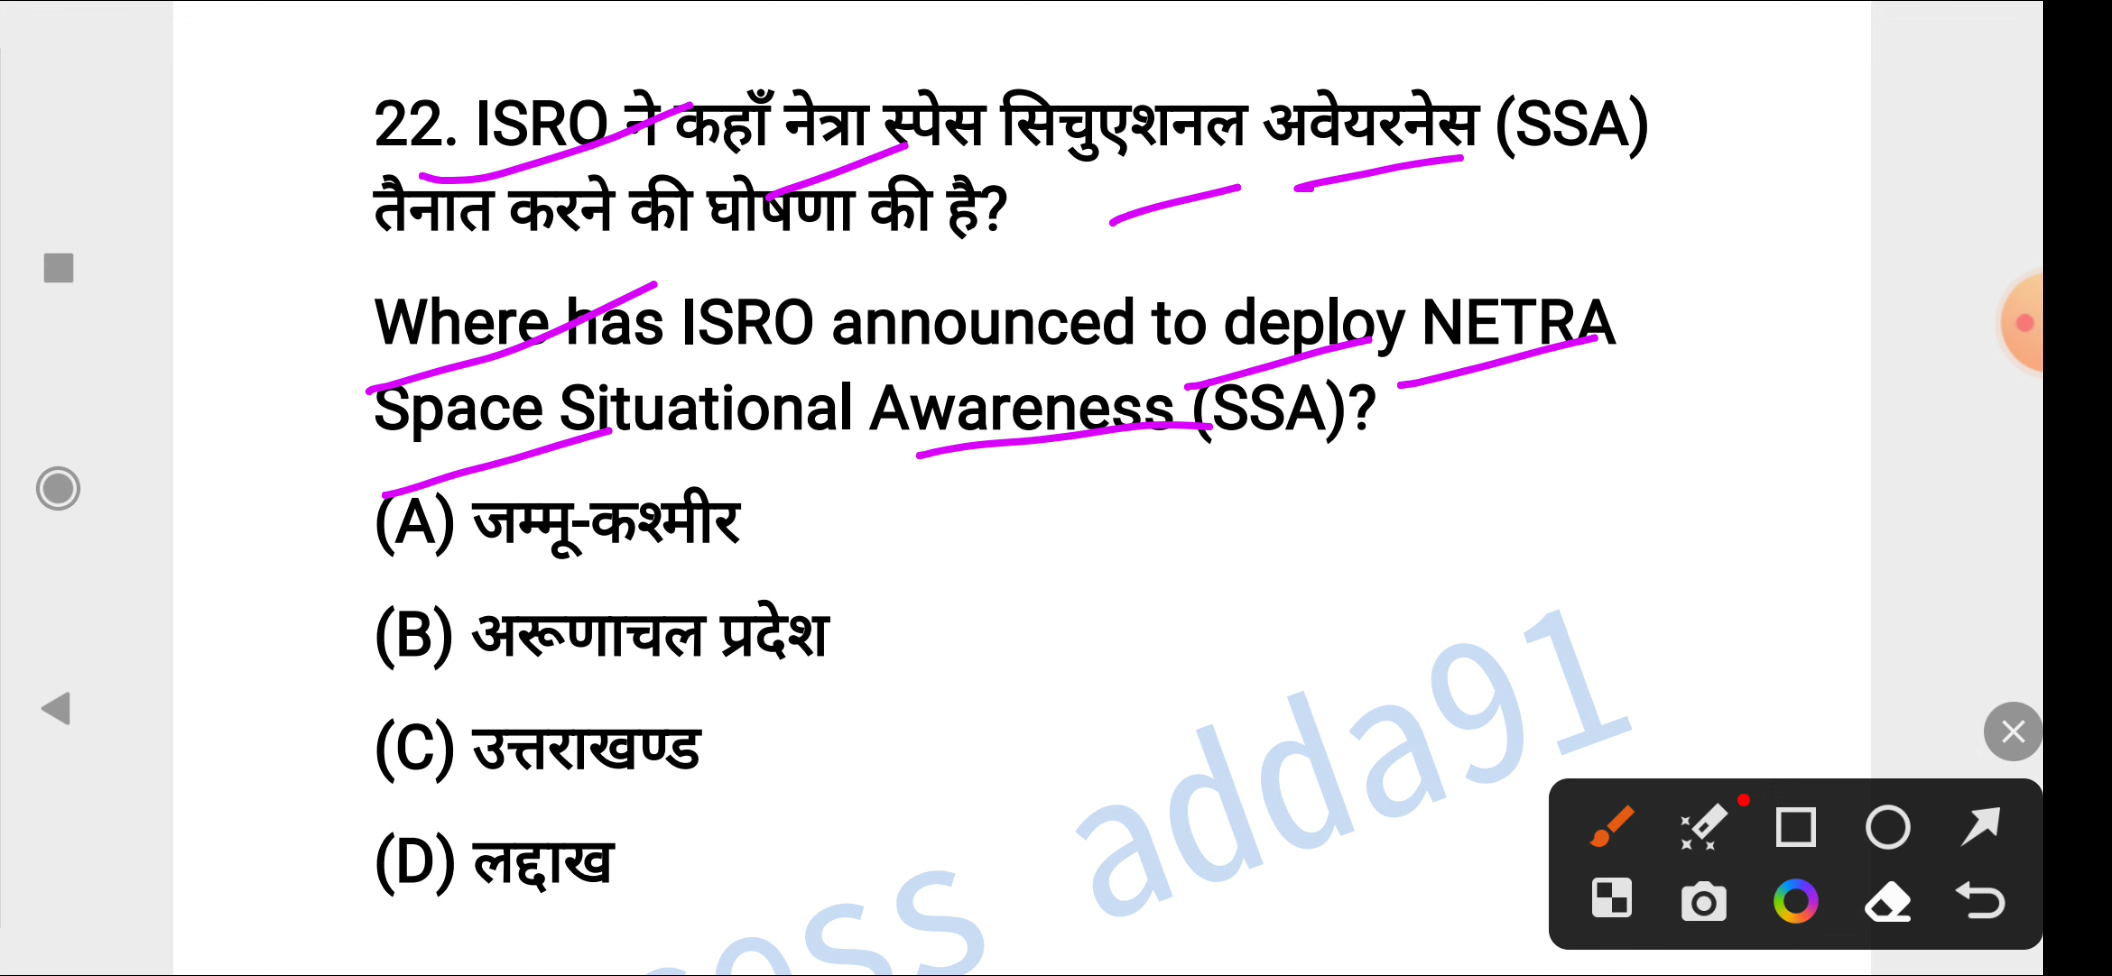 22. ISRO ने कहाँ नेत्रा स्पेस सिचुएशनल अवेयरनेस (SSA)
तैनात करने की घोषणा की है?
Where has ISRO announced to deploy NETRA
Space Situational Awareness (SSA)?
(A) जम्मू-कश्मीर
(B) अरूणाचल प्रदेश
(C) उत्तराखण्ड
(D) लद्दाख
adda91